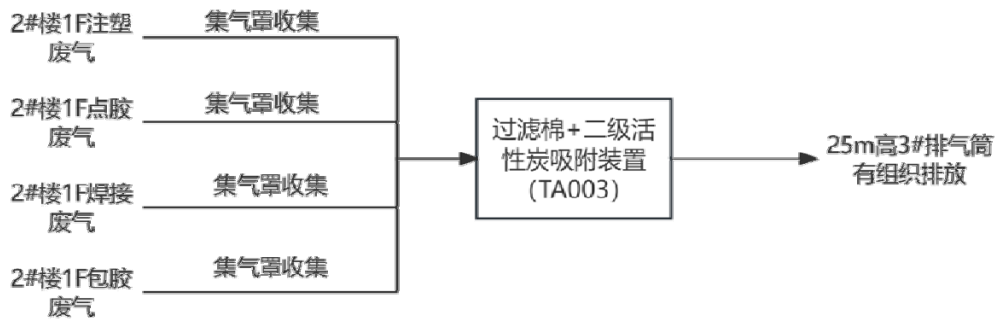 2#楼1F注塑
废气
集气罩收集
2#楼1F点胶
废气
集气罩收集
2#楼1F焊接
废气
集气罩收集
2#楼1F包胶
废气
集气罩收集
过滤棉+二级活
性炭吸附装置
（TA003）
25m高3#排气筒
有组织排放